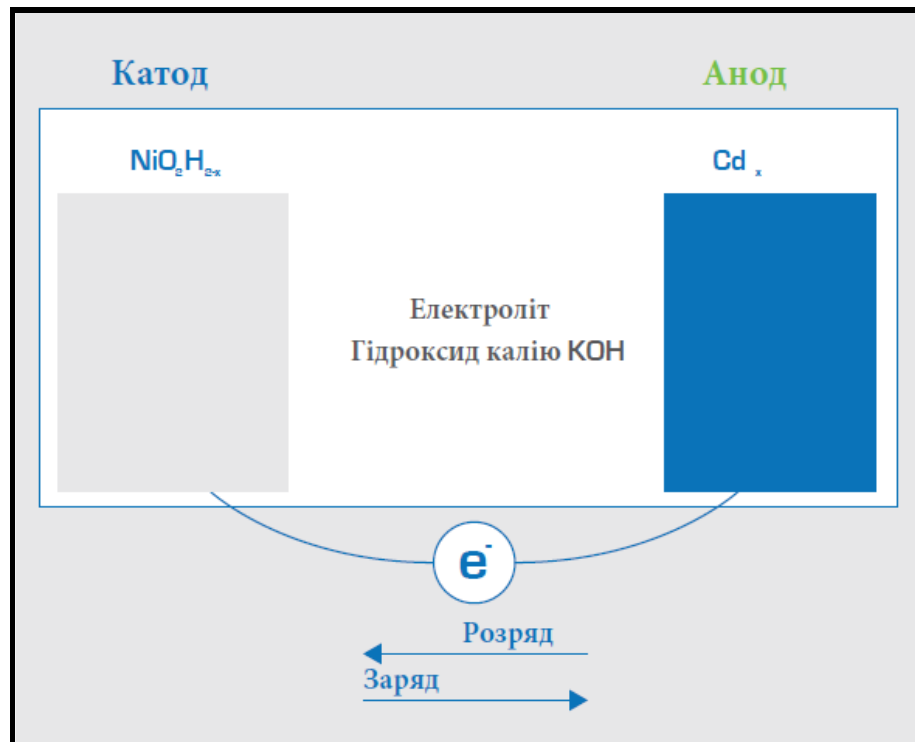 Катод
Анод
NiO₂H₂₋ₓ
Cd ₓ
Електроліт
Гідроксид калію KOH
e⁻
Розряд
Заряд